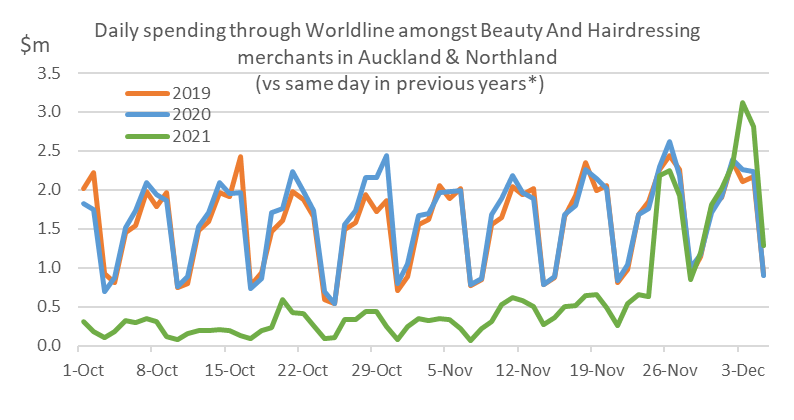 Daily spending through Worldline amongst Beauty And Hairdressing
merchants in Auckland & Northland
(vs same day in previous years*)
$m
3.5
3.0
2.5
2.0
1.5
1.0
0.5
0.0
2019
2020
2021
1-Oct 8-Oct 15-Oct 22-Oct 29-Oct 5-Nov 12-Nov 19-Nov 26-Nov 3-Dec